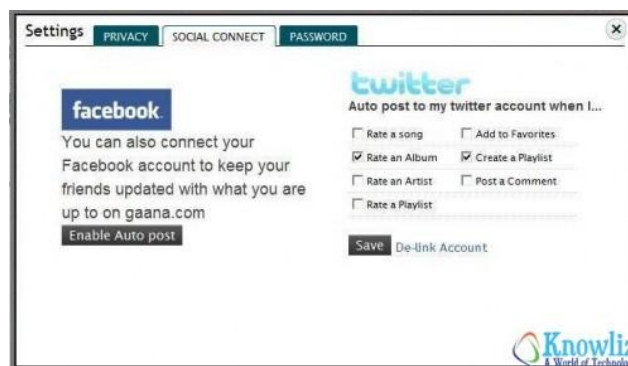 Settings PRIVACY SOCIAL CONNECT PASSWORD
facebook
You can also connect your
Facebook account to keep your
friends updated with what you are
up to on gaana.com
Enable Auto post
twitter
Auto post to my twitter account when I...
Rate a song Add to Favorites
Rate an Album Create a Playlist
Rate an Artist Post a Comment
Rate a Playlist
Save De-link Account
Knowliz
A World of Technolo